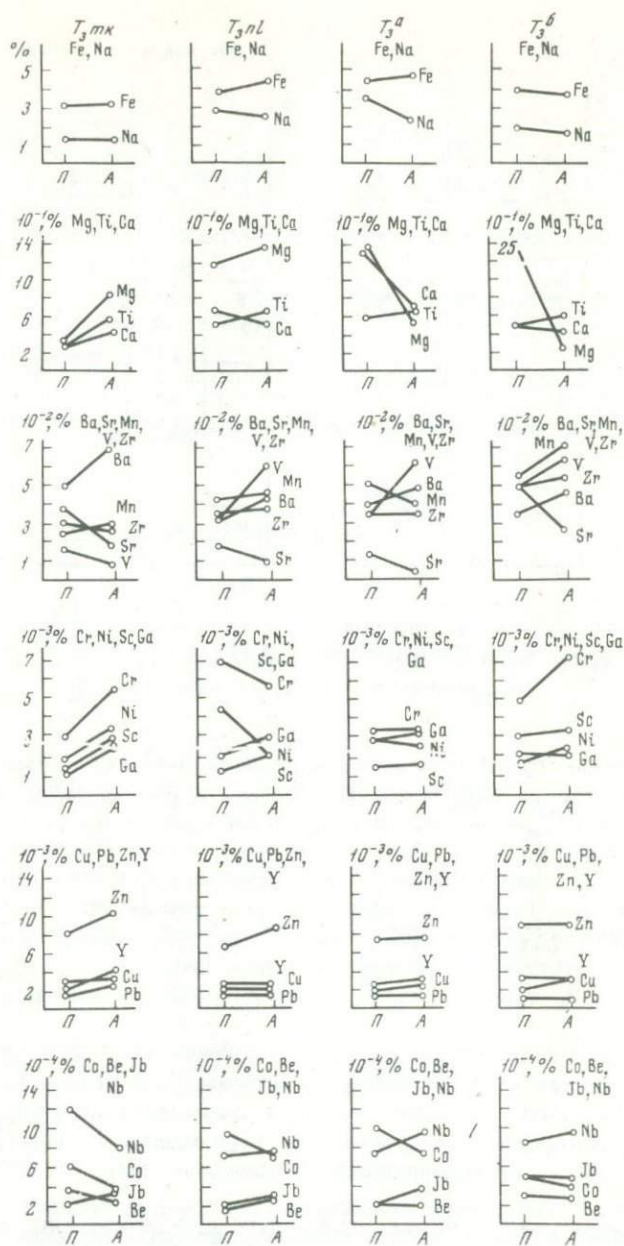 T₃mк T₃nl T₃ᵃ T₃ᵇ
% Fe, Na Fe, Na Fe, Na Fe, Na
5
Fe Fe Fe Fe
3
Na Na Na Na
1
П А П А П А П А
10⁻¹,% Mg,Ti,Ca 10⁻¹,% Mg,Ti,Ca 10⁻¹,% Mg,Ti,Ca 10⁻¹,% Mg,Ti,Ca
14 Mg 25
10 Mg Ca Ti
6 Ti Ti Ti Ca
2 Ca Ca Mg Mg
П А П А П А П А
10⁻²,% Ba,Sr,Mn, 10⁻²,% Ba,Sr,Mn, 10⁻²,% Ba,Sr, 10⁻²,% Ba,Sr,Mn,
V,Zr V,Zr Mn,V,Zr Mn V,Zr
7 Ba V V V
5 Mn Ba Zr
Mn Ba Mn Ba
3 Zr Zr Zr
Sr Sr Sr Sr
1 V
П А П А П А П А
10⁻³,% Cr,Ni,Sc,Ga 10⁻³,% Cr,Ni, 10⁻³,% Cr,Ni,Sc, 10⁻³,% Cr,Ni,Sc,Ga
7 Sc,Ga Ga Cr
5 Cr Cr
Ni Cr Sc
3 Sc Ga Ga Ni
Ga Ni Ni Ga
1 Sc Sc
П А П А П А П А
10⁻³,% Cu,Pb,Zn,Y 10⁻³,% Cu,Pb,Zn, 10⁻³,% Cu,Pb, 10⁻³,% Cu,Pb,
14 Y Zn,Y Zn,Y
10 Zn Zn Zn Zn
6 Y Y Y Y
Cu Cu Cu Cu
2 Pb Pb Pb Pb
П А П А П А П А
10⁻⁴,% Co,Be,Jb 10⁻⁴,% Co,Be, 10⁻⁴,% Co,Be, 10⁻⁴,% Co,Be,
Nb Jb,Nb Jb,Nb Jb,Nb
14
10 Nb Nb Nb Nb
6 Co Co Co Jb
Jb Jb Jb Co
2 Be Be Be Be
П А П А П А П А